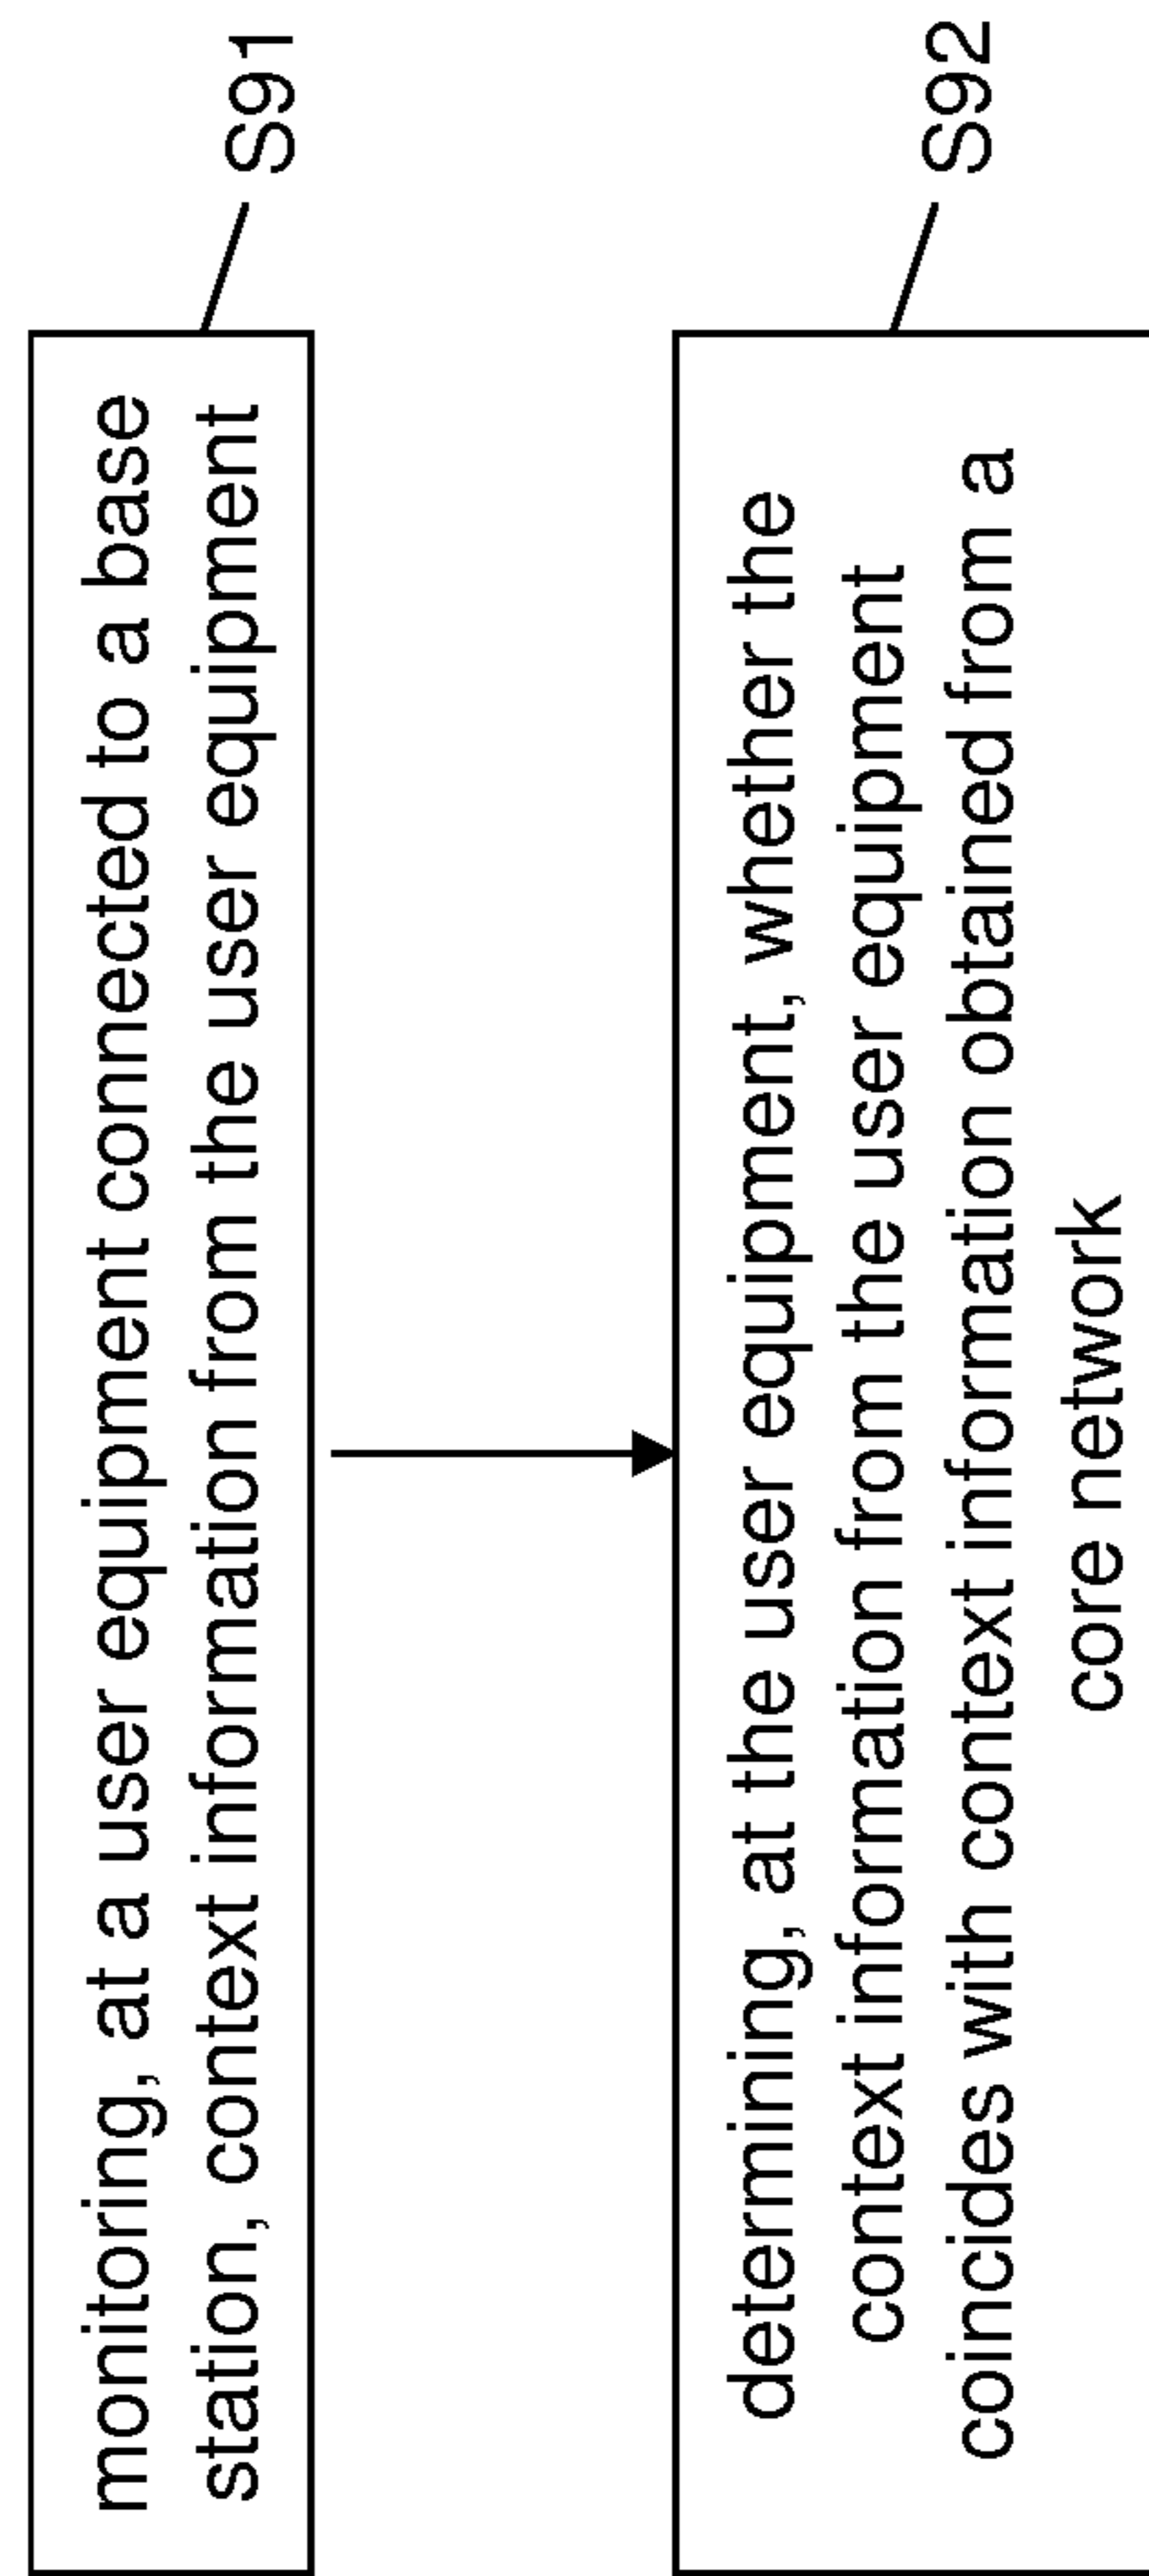 monitoring, at a user equipment connected to a base
station, context information from the user equipment
S91
determining, at the user equipment, whether the
context information from the user equipment
coincides with context information obtained from a
core network
S92